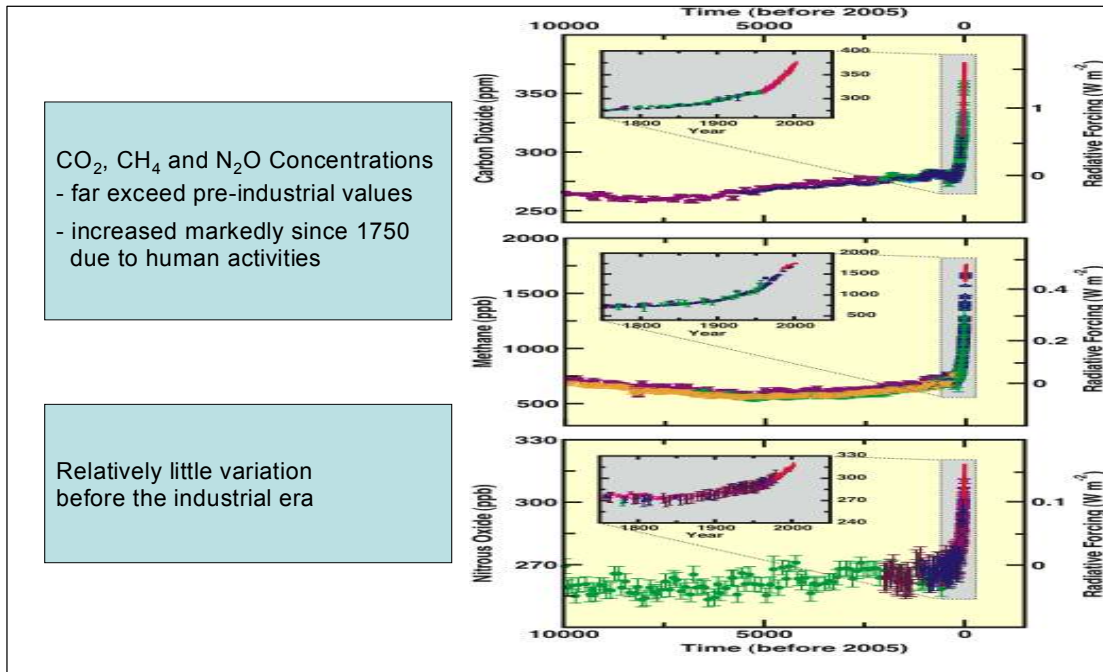 CO₂, CH₄ and N₂O Concentrations
- far exceed pre-industrial values
- increased markedly since 1750
due to human activities
Relatively little variation
before the industrial era
Time (before 2005)
10000 5000 0
Carbon Dioxide (ppm)
350
300
250
400
350
300
1800 1900 2000
Year
1
0
Radiative Forcing (W m⁻²)
Methane (ppb)
2000
1500
1000
500
2000
1500
1000
500
1800 1900 2000
Year
0.4
0.2
0
Radiative Forcing (W m⁻²)
Nitrous Oxide (ppb)
330
300
270
330
300
270
240
1800 1900 2000
Year
0.1
0
Radiative Forcing (W m⁻²)
10000 5000 0
Time (before 2005)